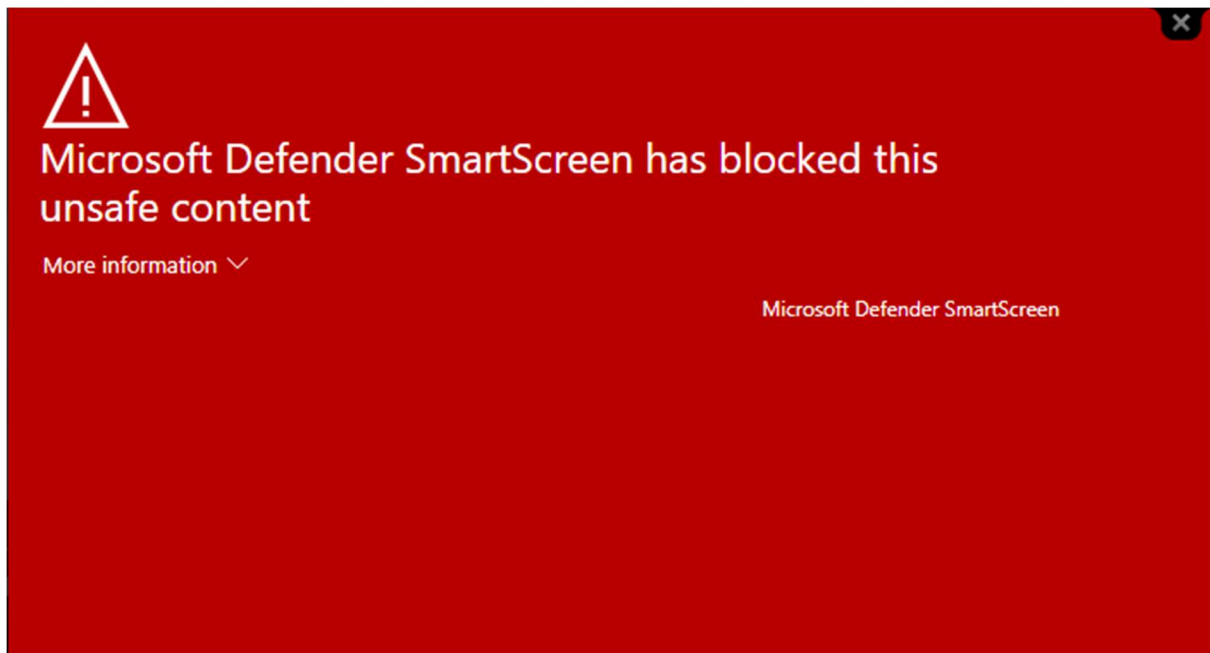 Microsoft Defender SmartScreen has blocked this
unsafe content
More information
Microsoft Defender SmartScreen